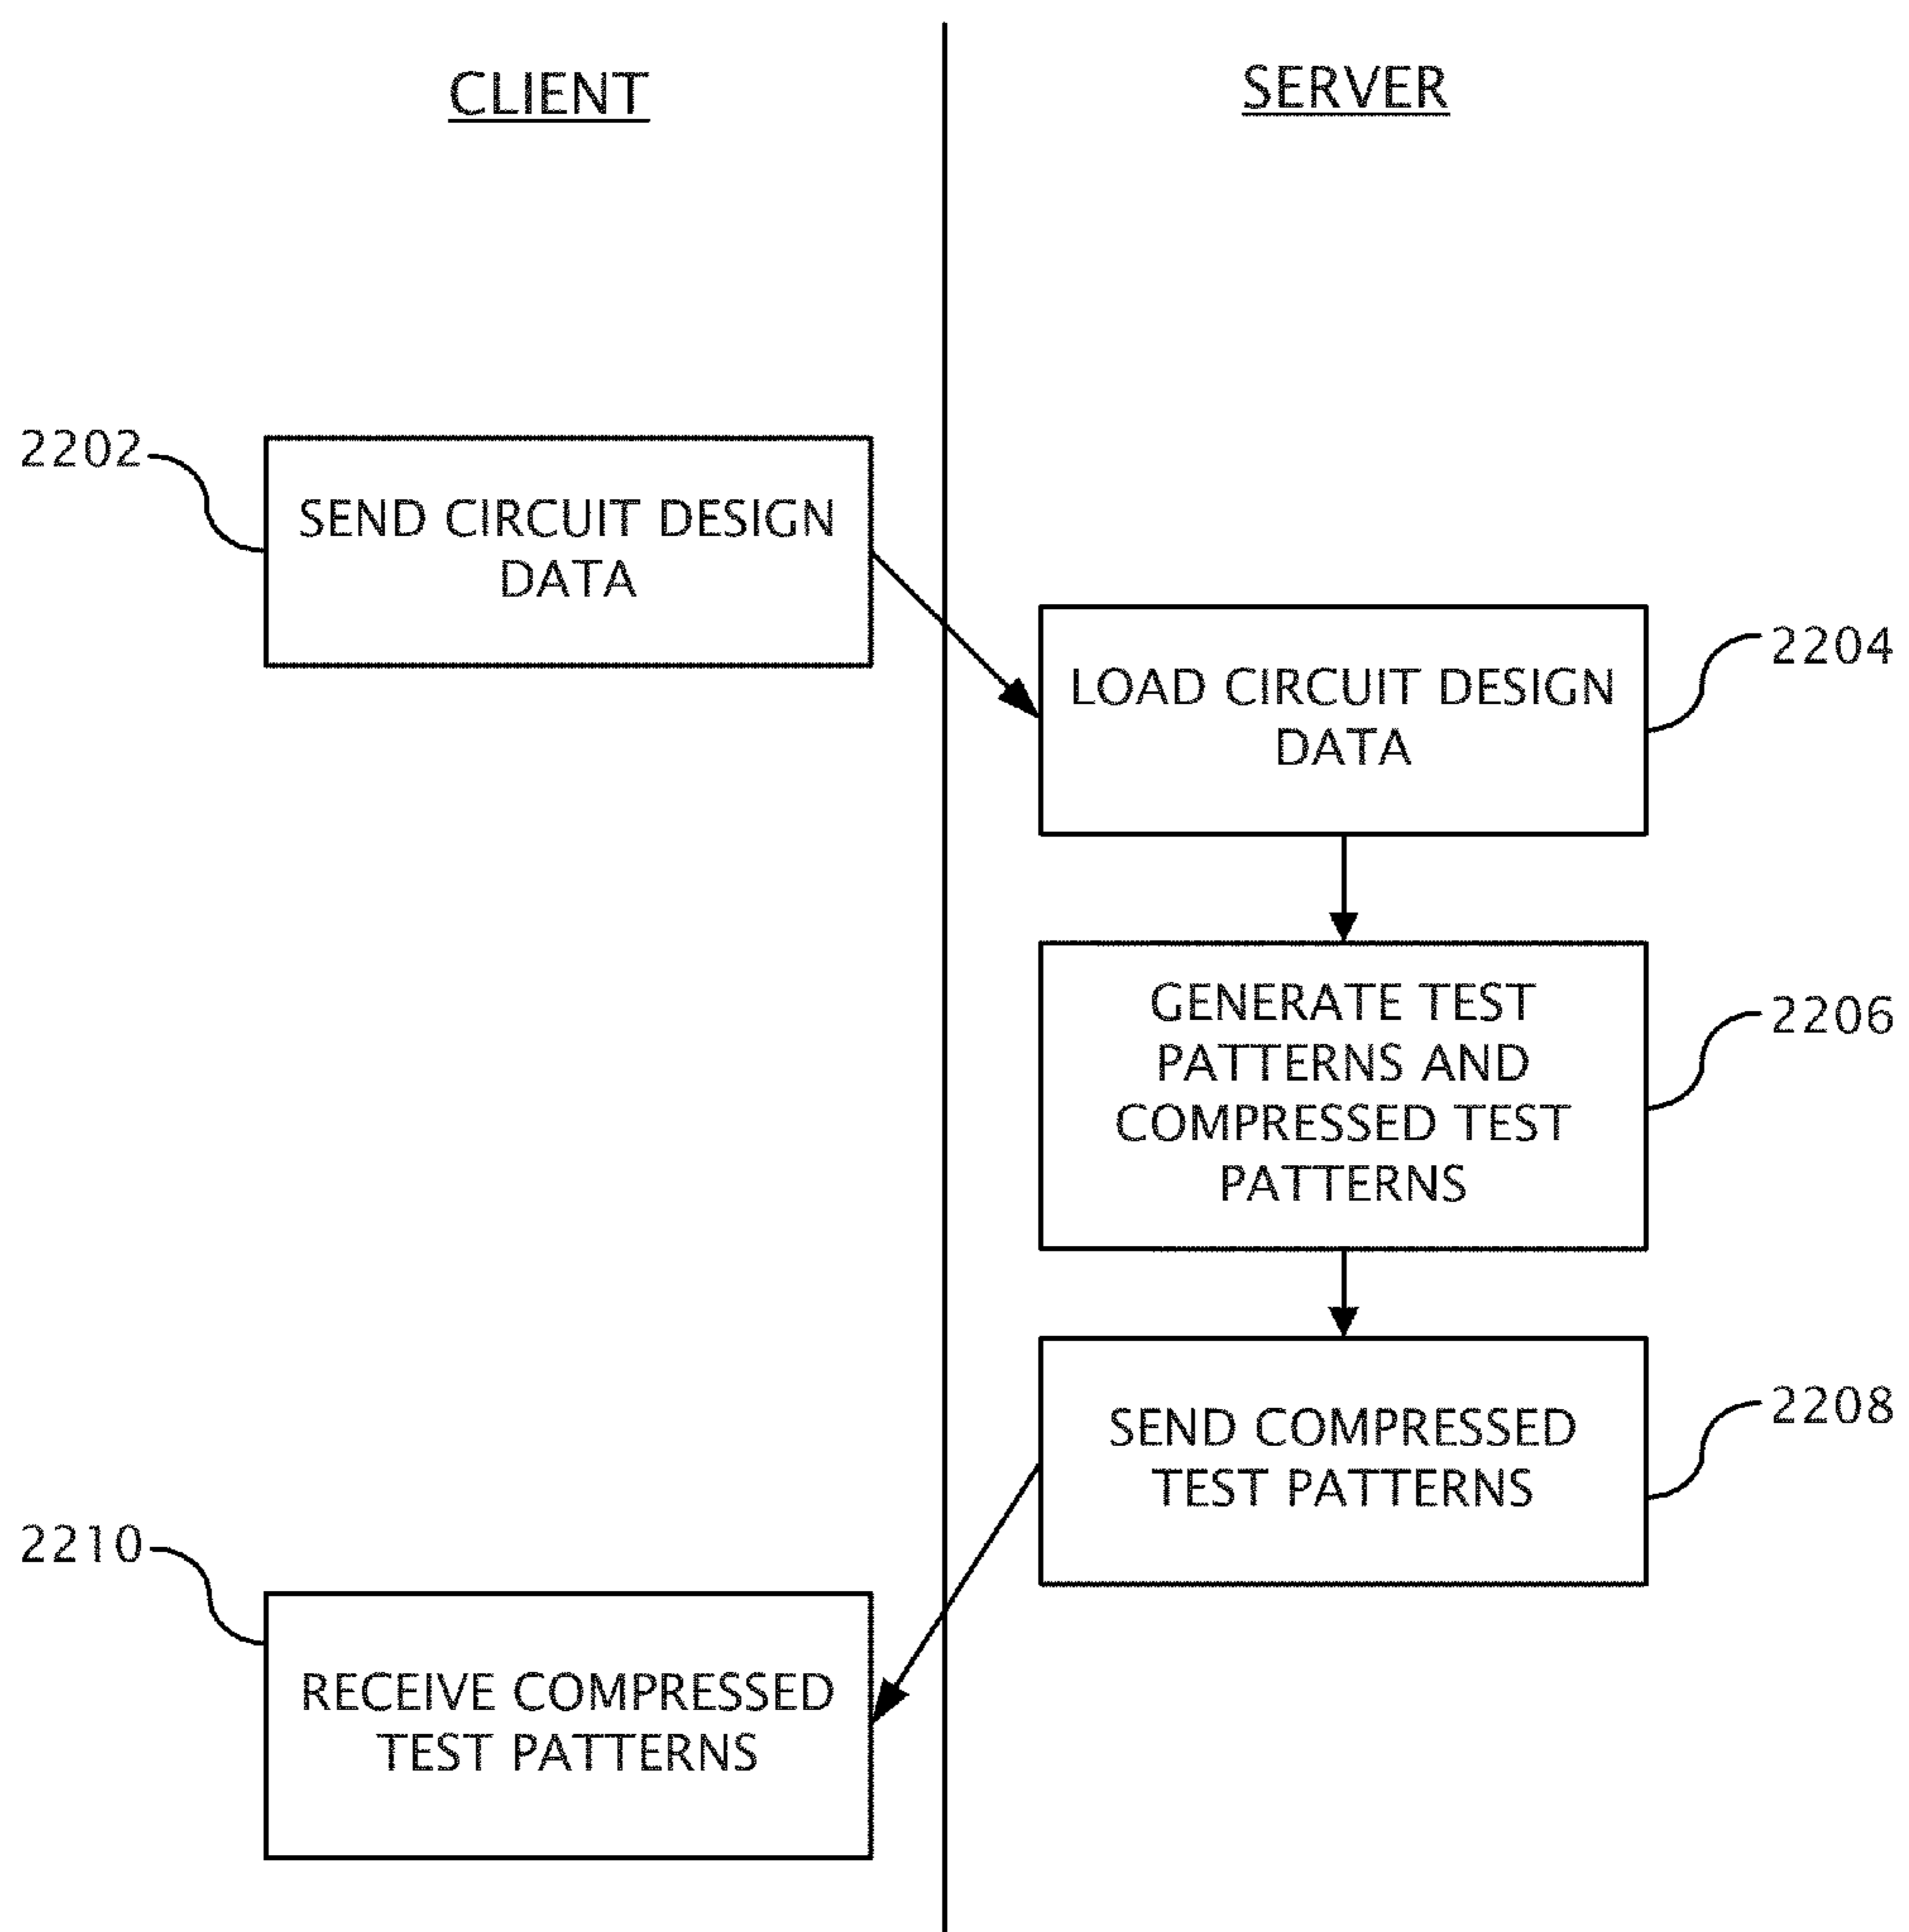 CLIENT
SERVER
2202
SEND CIRCUIT DESIGN
DATA
2204
LOAD CIRCUIT DESIGN
DATA
2206
GENERATE TEST
PATTERNS AND
COMPRESSED TEST
PATTERNS
2208
SEND COMPRESSED
TEST PATTERNS
2210
RECEIVE COMPRESSED
TEST PATTERNS